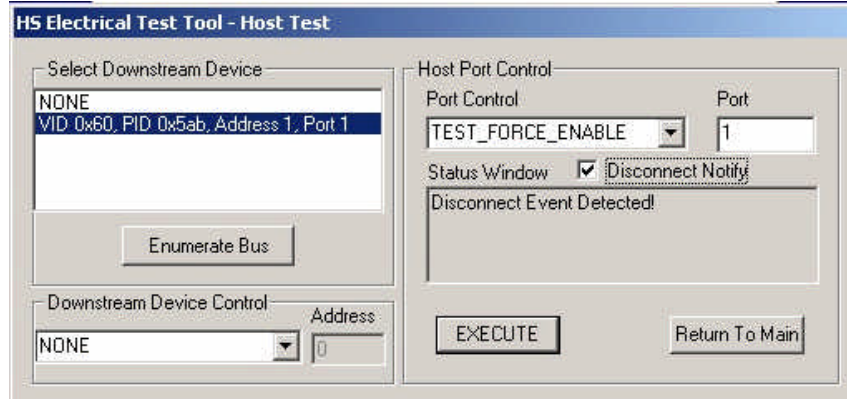 HS Electrical Test Tool - Host Test
Select Downstream Device
NONE
VID 0x60, PID 0x5ab, Address 1, Port 1
Enumerate Bus
Downstream Device Control
Address
NONE
0
Host Port Control
Port Control
Port
TEST_FORCE_ENABLE
1
Status Window
Disconnect Notify
Disconnect Event Detected!
EXECUTE
Return To Main